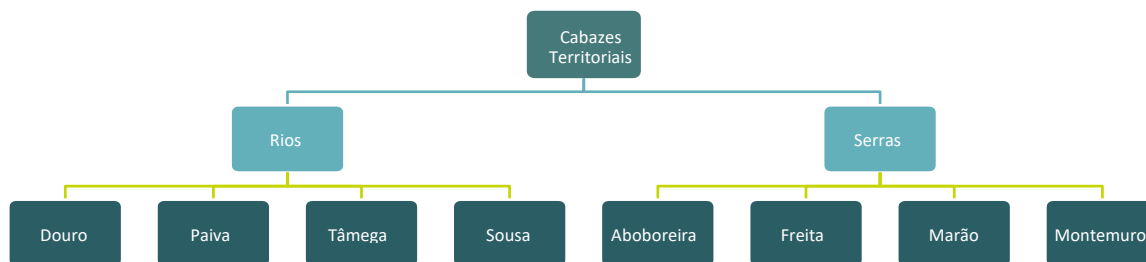 Cabazes
Territoriais
Rios
Serras
Douro
Paiva
Tâmega
Sousa
Aboboreira
Freita
Marão
Montemuro